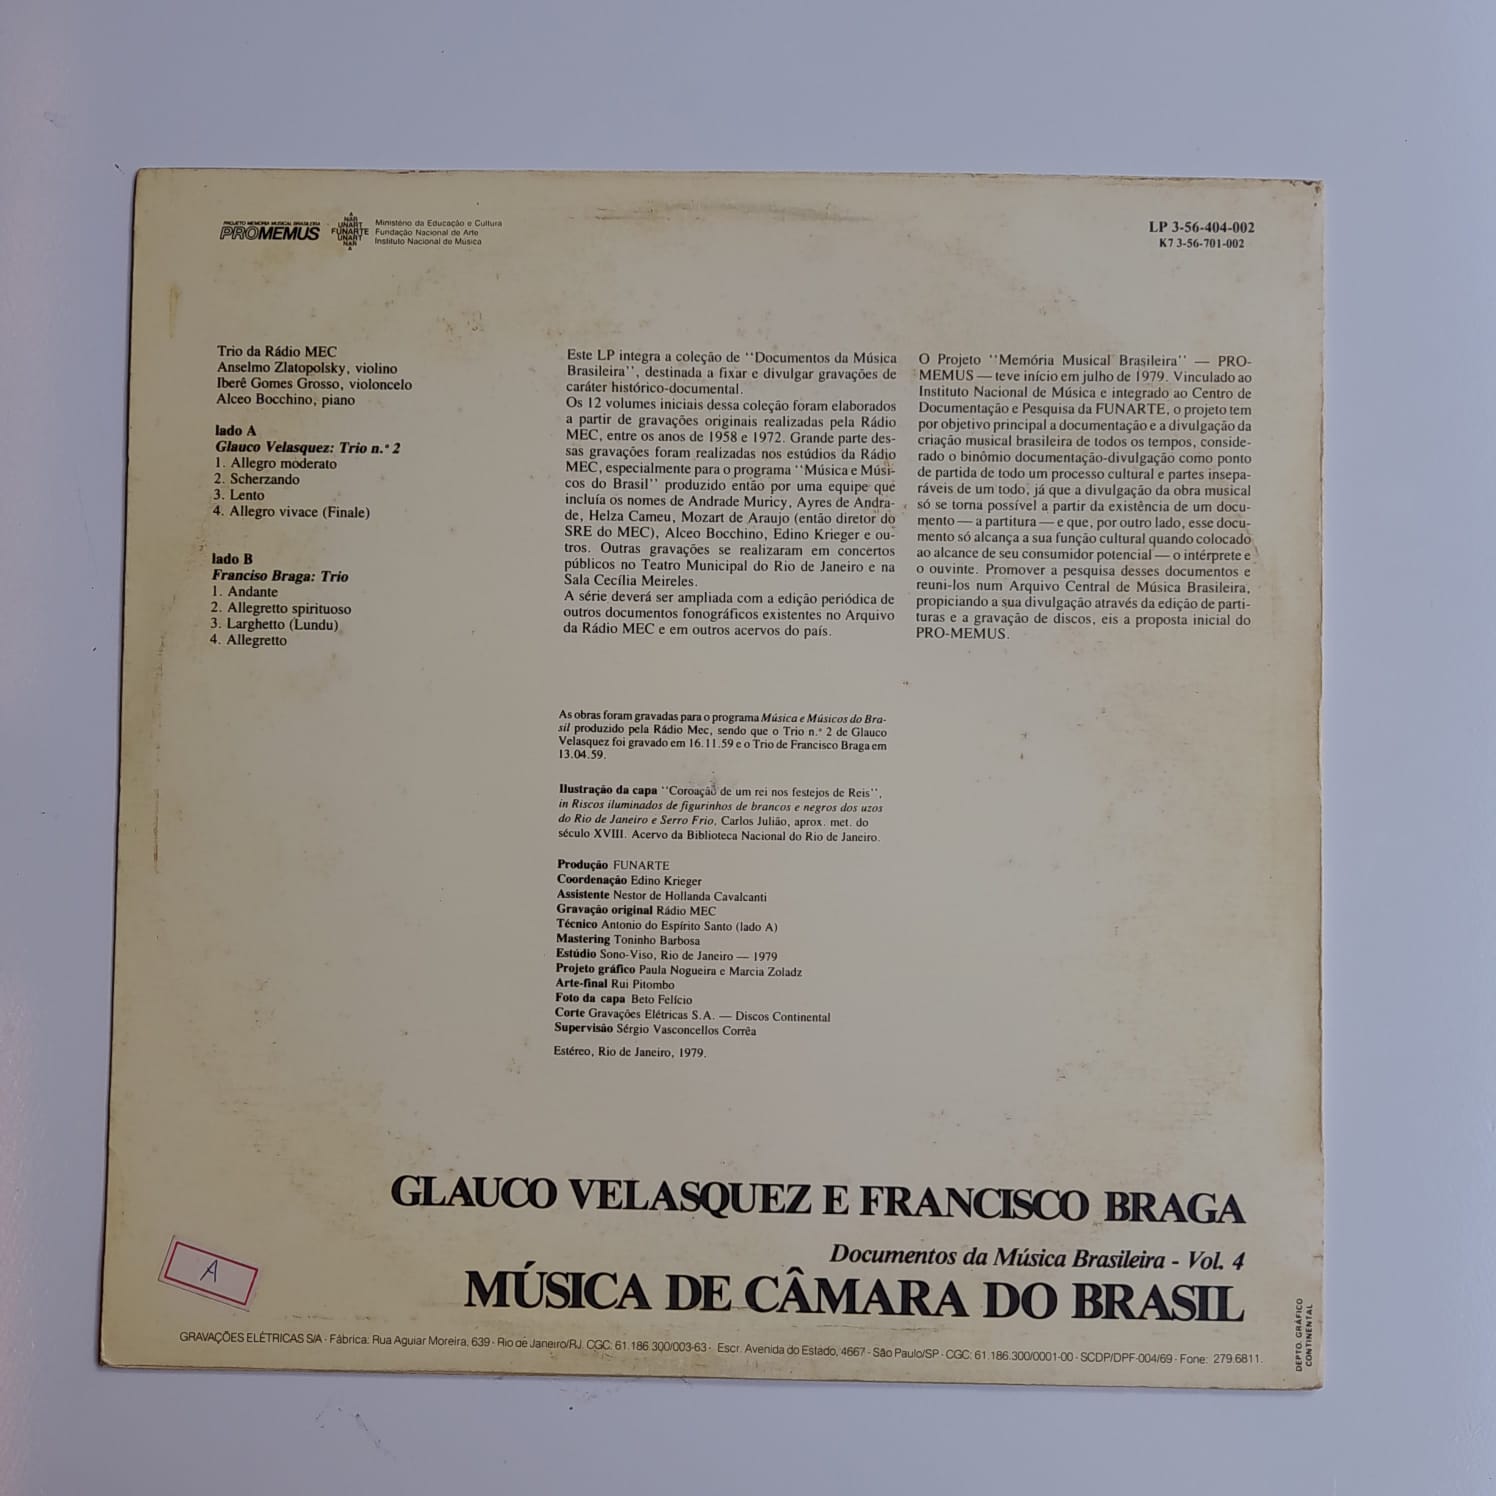 PROJETO MEMÓRIA MUSICAL BRASILEIRA
PROMEMUS
FUNARTE
Ministério da Educação e Cultura
Fundação Nacional de Arte
Instituto Nacional de Música
LP 3-56-404-002
K7 3-56-701-002
Trio da Rádio MEC
Anselmo Zlatopolsky, violino
Iberê Gomes Grosso, violoncelo
Alceo Bocchino, piano
lado A
Glauco Velasquez: Trio n.º 2
1. Allegro moderato
2. Scherzando
3. Lento
4. Allegro vivace (Finale)
lado B
Franciso Braga: Trio
1. Andante
2. Allegretto spirituoso
3. Larghetto (Lundu)
4. Allegretto
Este LP integra a coleção de "Documentos da Música
Brasileira", destinada a fixar e divulgar gravações de
caráter histórico-documental.
Os 12 volumes iniciais dessa coleção foram elaborados
a partir de gravações originais realizadas pela Rádio
MEC, entre os anos de 1958 e 1972. Grande parte des-
sas gravações foram realizadas nos estúdios da Rádio
MEC, especialmente para o programa "Música e Músi-
cos do Brasil" produzido então por uma equipe que
incluía os nomes de Andrade Muricy, Ayres de Andra-
de, Helza Cameu, Mozart de Araujo (então diretor do
SRE do MEC), Alceo Bocchino, Edino Krieger e ou-
tros. Outras gravações se realizaram em concertos
públicos no Teatro Municipal do Rio de Janeiro e na
Sala Cecília Meireles.
A série deverá ser ampliada com a edição periódica de
outros documentos fonográficos existentes no Arquivo
da Rádio MEC e em outros acervos do país.
O Projeto "Memória Musical Brasileira" — PRO-
MEMUS — teve início em julho de 1979. Vinculado ao
Instituto Nacional de Música e integrado ao Centro de
Documentação e Pesquisa da FUNARTE, o projeto tem
por objetivo principal a documentação e a divulgação da
criação musical brasileira de todos os tempos, conside-
rado o binômio documentação-divulgação como ponto
de partida de todo um processo cultural e partes insepa-
ráveis de um todo, já que a divulgação da obra musical
só se torna possível a partir da existência de um docu-
mento — a partitura — e que, por outro lado, esse docu-
mento só alcança a sua função cultural quando colocado
ao alcance de seu consumidor potencial — o intérprete e
o ouvinte. Promover a pesquisa desses documentos e
reuni-los num Arquivo Central de Música Brasileira,
propiciando a sua divulgação através da edição de parti-
turas e a gravação de discos, eis a proposta inicial do
PRO-MEMUS.
As obras foram gravadas para o programa Música e Músicos do Bra-
sil produzido pela Rádio Mec, sendo que o Trio n.º 2 de Glauco
Velasquez foi gravado em 16.11.59 e o Trio de Francisco Braga em
13.04.59.
Ilustração da capa "Coroação de um rei nos festejos de Reis",
in Riscos iluminados de figurinhos de brancos e negros dos uzos
do Rio de Janeiro e Serro Frio, Carlos Julião, aprox. met. do
século XVIII. Acervo da Biblioteca Nacional do Rio de Janeiro.
Produção FUNARTE
Coordenação Edino Krieger
Assistente Nestor de Hollanda Cavalcanti
Gravação original Rádio MEC
Técnico Antonio do Espírito Santo (lado A)
Mastering Toninho Barbosa
Estúdio Sono-Viso, Rio de Janeiro — 1979
Projeto gráfico Paula Nogueira e Marcia Zoladz
Arte-final Rui Pitombo
Foto da capa Beto Felício
Corte Gravações Elétricas S.A. — Discos Continental
Supervisão Sérgio Vasconcellos Corrêa
Estéreo, Rio de Janeiro, 1979.
GLAUCO VELASQUEZ E FRANCISCO BRAGA
Documentos da Música Brasileira - Vol. 4
MÚSICA DE CÂMARA DO BRASIL
A
GRAVAÇÕES ELÉTRICAS S/A - Fábrica: Rua Aguiar Moreira, 639 - Rio de Janeiro/RJ. CGC: 61.186.300/003-63 - Escr. Avenida do Estado, 4667 - São Paulo/SP - CGC: 61.186.300/0001-00 - SCDP/DPF-004/69 - Fone: 279.6811.
DEPTO. GRÁFICO
CONTINENTAL